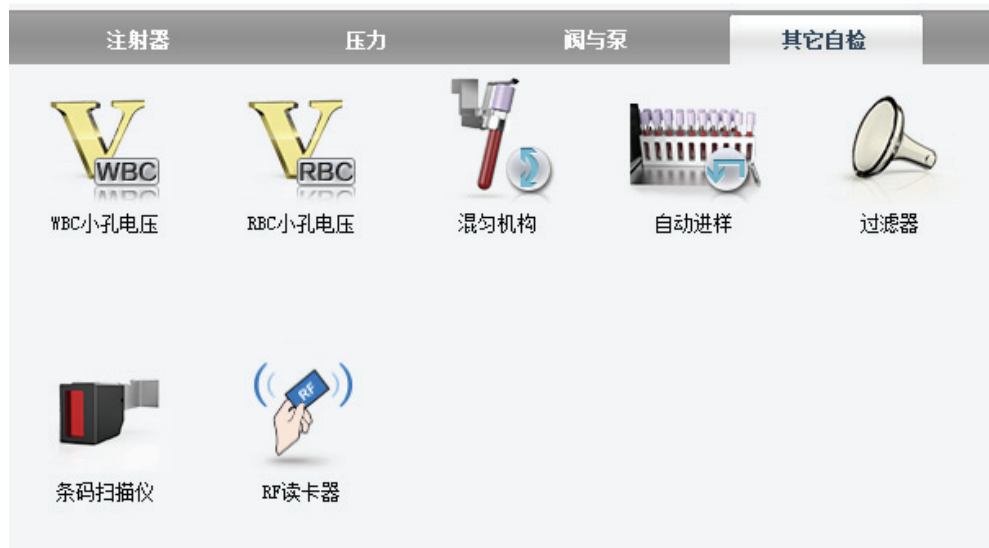 注射器 压力 阀与泵 其它自检
WBC RBC
WBC小孔电压 RBC小孔电压 混匀机构 自动进样 过滤器
RF
条码扫描仪 RF读卡器